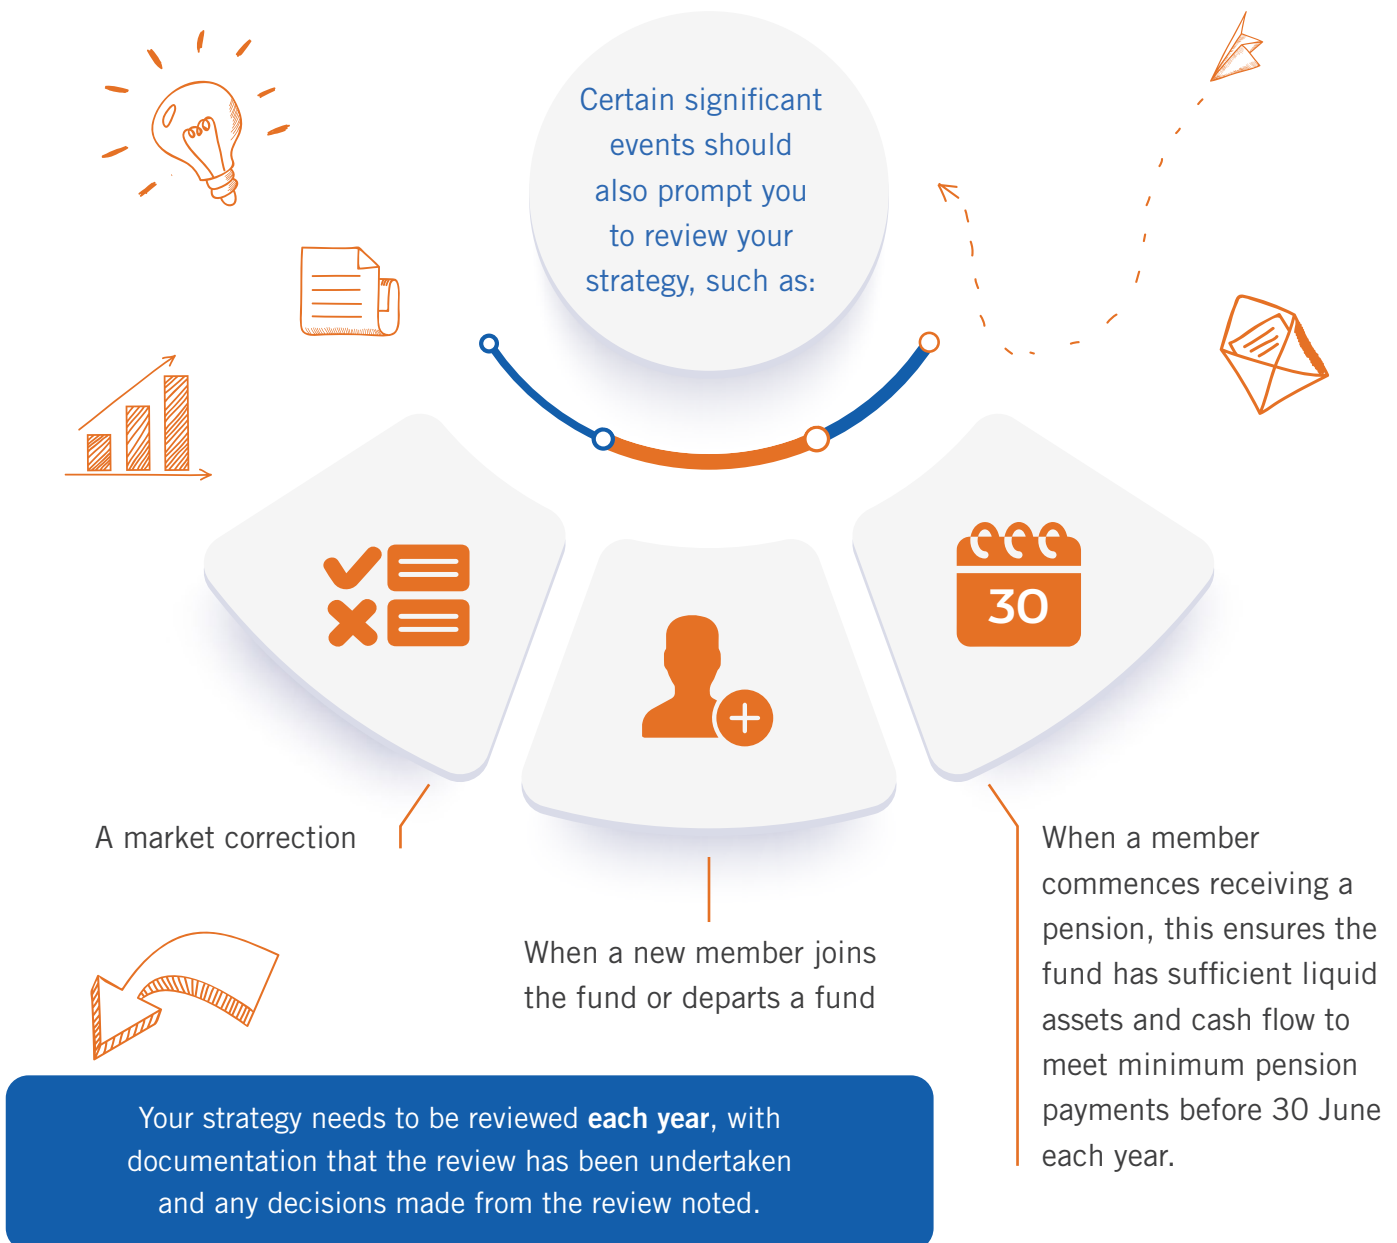 Certain significant
events should
also prompt you
to review your
strategy, such as:
30
A market correction
When a new member joins
the fund or departs a fund
When a member
commences receiving a
pension, this ensures the
fund has sufficient liquid
assets and cash flow to
meet minimum pension
payments before 30 June
each year.
Your strategy needs to be reviewed each year, with
documentation that the review has been undertaken
and any decisions made from the review noted.